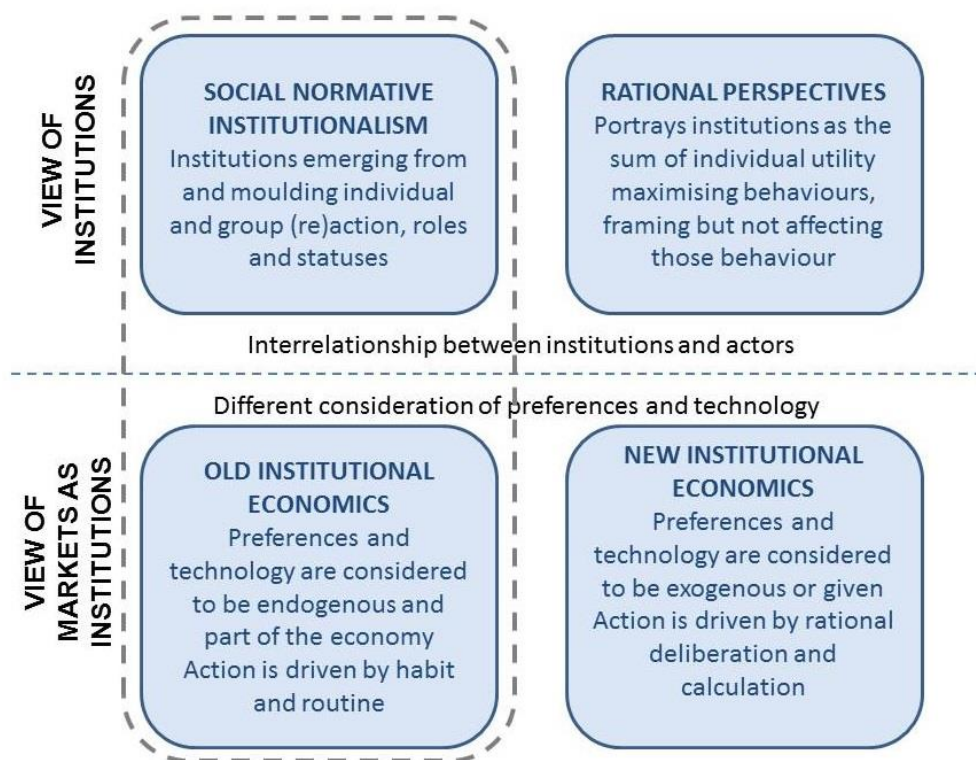 VIEW OF
INSTITUTIONS
SOCIAL NORMATIVE
INSTITUTIONALISM
Institutions emerging from
and moulding individual
and group (re)action, roles
and statuses
RATIONAL PERSPECTIVES
Portrays institutions as the
sum of individual utility
maximising behaviours,
framing but not affecting
those behaviour
Interrelationship between institutions and actors
Different consideration of preferences and technology
VIEW OF
MARKETS AS
INSTITUTIONS
OLD INSTITUTIONAL
ECONOMICS
Preferences and
technology are considered
to be endogenous and
part of the economy
Action is driven by habit
and routine
NEW INSTITUTIONAL
ECONOMICS
Preferences and
technology are considered
to be exogenous or given
Action is driven by rational
deliberation and
calculation